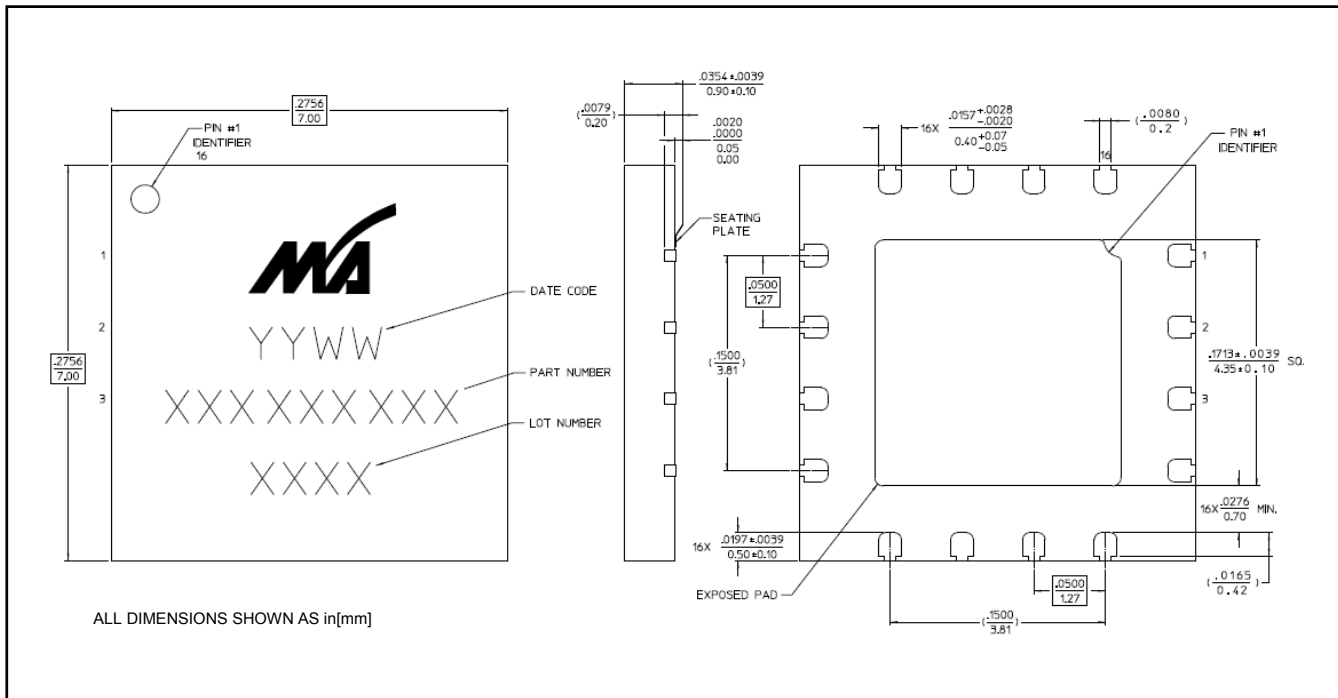 .2756
7.00
PIN #1
IDENTIFIER
16
1
2
3
.2756
7.00
MA
YYWW
XXXXXXXXX
XXXX
DATE CODE
PART NUMBER
LOT NUMBER
ALL DIMENSIONS SHOWN AS in[mm]
.0354±.0039
0.90±0.10
(.0079
0.20)
.0020
.0000
0.05
0.00
SEATING
PLATE
16X .0157+.0028
-.0020
0.40+0.07
-0.05
(.0080
0.2)
16
PIN #1
IDENTIFIER
1
2
3
.0500
1.27
(.1500
3.81)
.1713±.0039
4.35±0.10 SQ.
16X .0276
0.70 MIN.
16X .0197±.0039
0.50±0.10
EXPOSED PAD
.0500
1.27
(.1500
3.81)
(.0165
0.42)